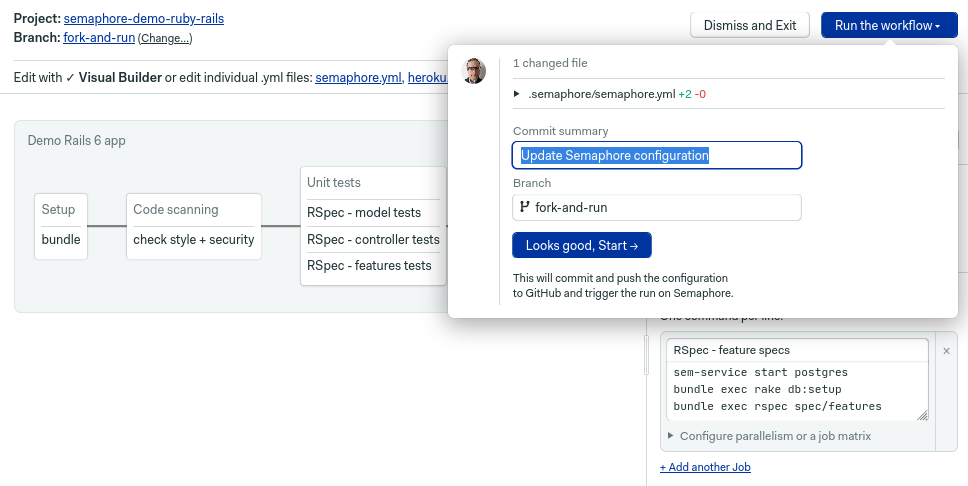 Project: semaphore-demo-ruby-rails
Branch: fork-and-run (Change...)
Dismiss and Exit
Run the workflow
Edit with ✓ Visual Builder or edit individual .yml files: semaphore.yml, heroku.
1 changed file
.semaphore/semaphore.yml +2 -0
Commit summary
Update Semaphore configuration
Branch
fork-and-run
Looks good, Start →
This will commit and push the configuration
to GitHub and trigger the run on Semaphore.
Demo Rails 6 app
Setup
bundle
Code scanning
check style + security
Unit tests
RSpec - model tests
RSpec - controller tests
RSpec - features tests
One command per line.
RSpec - feature specs
×
sem-service start postgres
bundle exec rake db:setup
bundle exec rspec spec/features
Configure parallelism or a job matrix
+ Add another Job